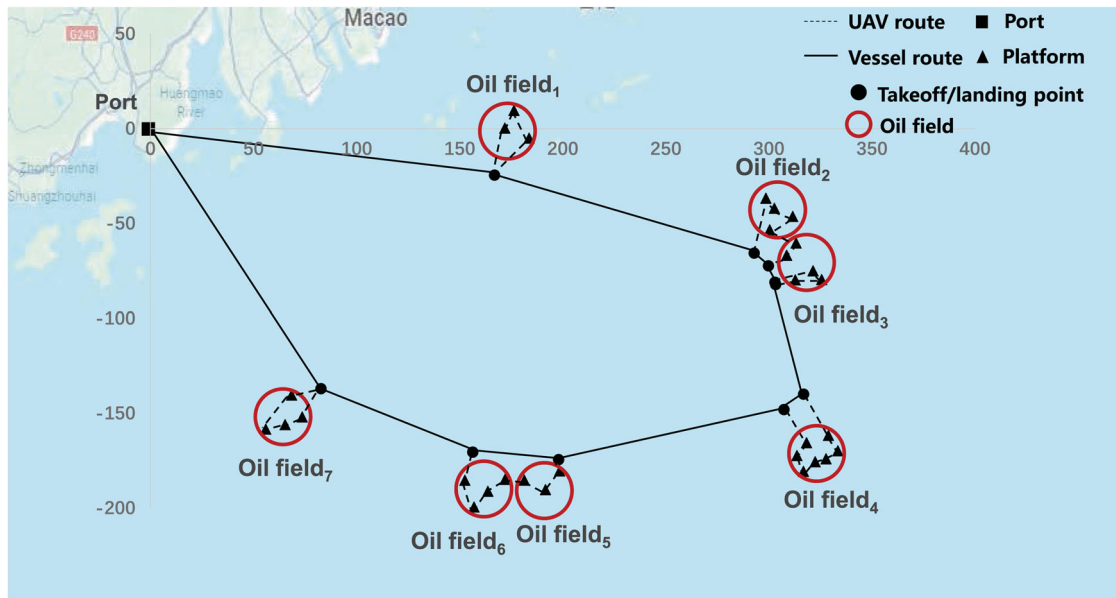 Macao
G240
50
Huangmao
River
Port
0
Zhongmenhai
Shuangzhouhai
-50
-100
-150
-200
0
50
100
150
200
250
300
350
400
UAV route
Port
Vessel route
Platform
Takeoff/landing point
Oil field
Oil field1
Oil field2
Oil field3
Oil field4
Oil field5
Oil field6
Oil field7